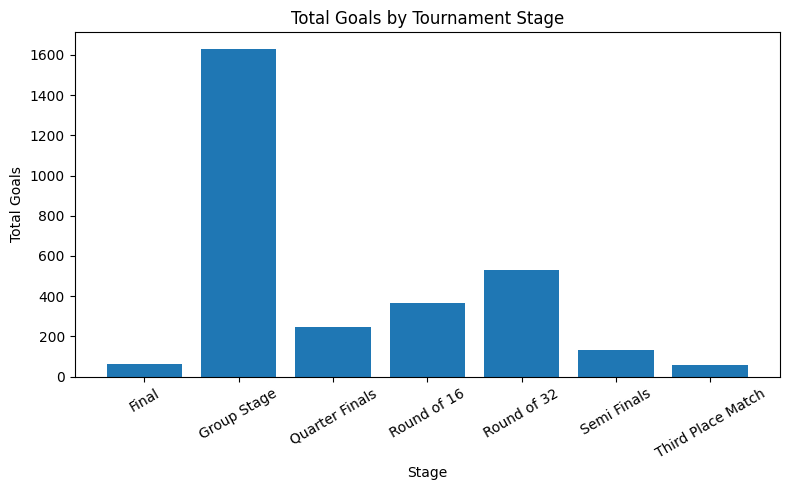 Total Goals by Tournament Stage
Total Goals
1600
1400
1200
1000
800
600
400
200
0
Final
Group Stage
Quarter Finals
Round of 16
Round of 32
Semi Finals
Third Place Match
Stage